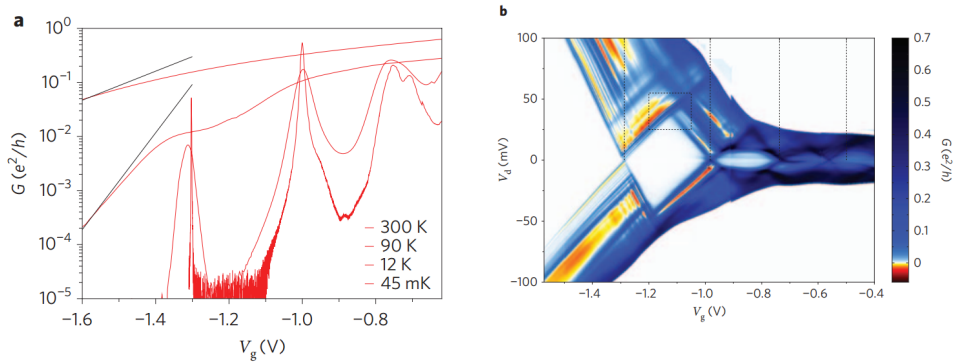 a
G (e²/h)
10⁰
10⁻¹
10⁻²
10⁻³
10⁻⁴
10⁻⁵
300 K
90 K
12 K
45 mK
−1.6
−1.4
−1.2
−1.0
−0.8
Vg (V)
b
Vd(mV)
100
50
0
−50
−100
−1.4
−1.2
−1.0
−0.8
−0.6
−0.4
Vg (V)
0.7
0.6
0.5
0.4
0.3
0.2
0.1
0
G (e²/h)